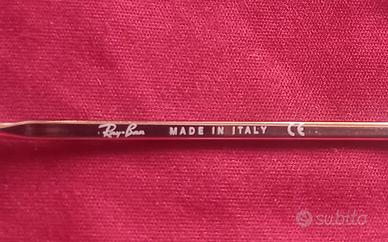 Ray-Ban MADE IN ITALY CE
subito